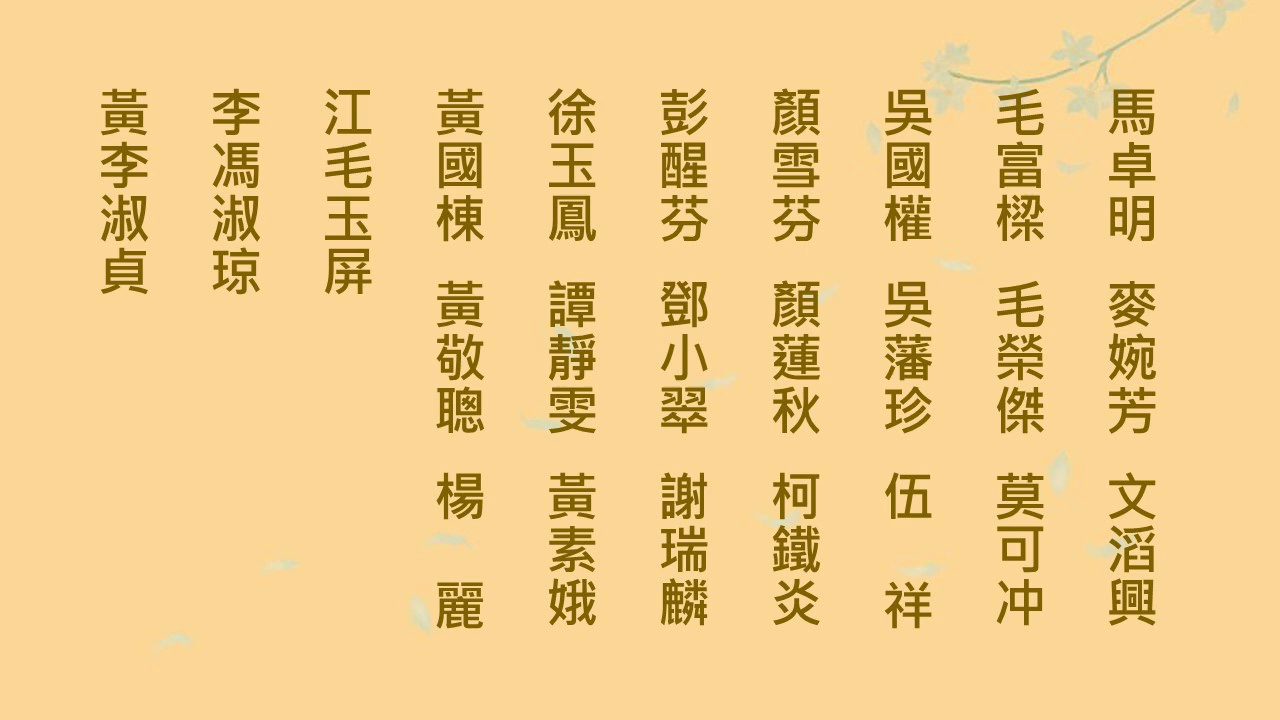 馬卓明 麥婉芳 文滔興
毛富樑 毛榮傑 莫可冲
吳國權 吳藩珍 伍 祥
顏雪芬 顏蓮秋 柯鐵炎
彭醒芬 鄧小翠 謝瑞麟
徐玉鳳 譚靜雯 黃素娥
黃國棟 黃敬聰 楊 麗
江毛玉屏
李馮淑琼
黃李淑貞